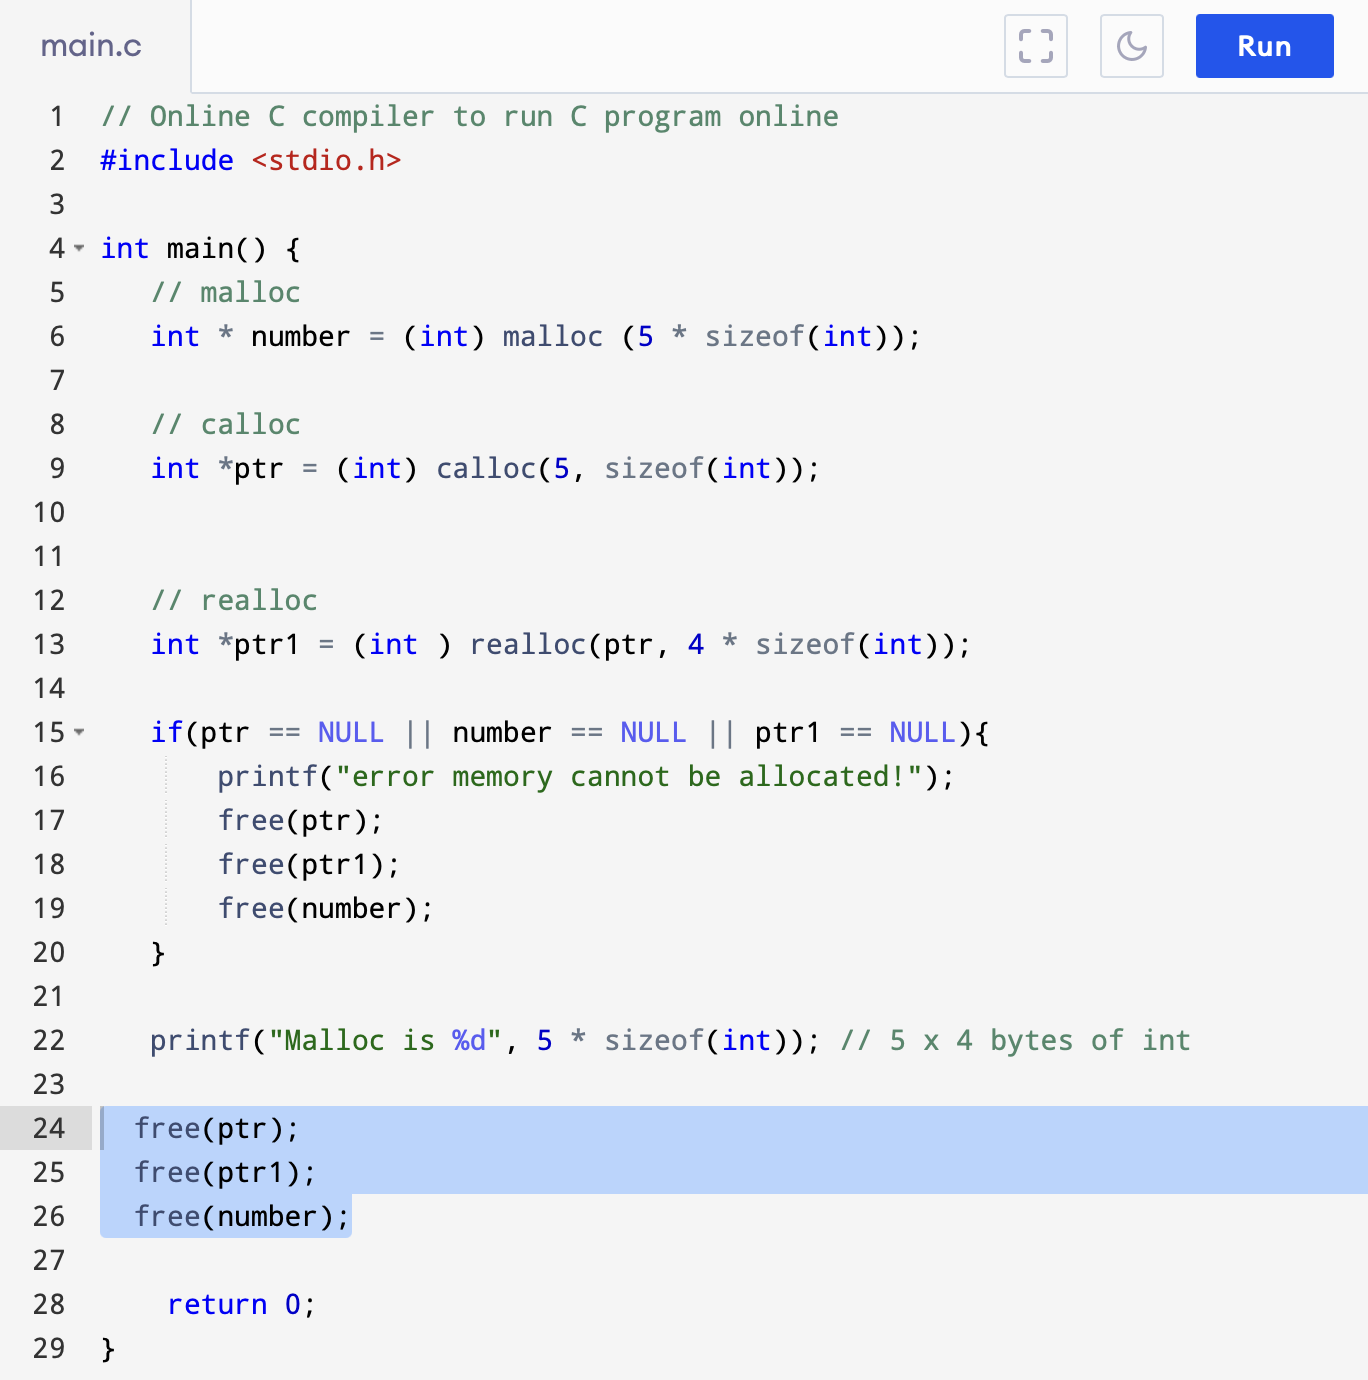 main.c
Run
1 // Online C compiler to run C program online
2 #include <stdio.h>
3
4 int main() {
5    // malloc
6    int * number = (int) malloc (5 * sizeof(int));
7
8    // calloc
9    int *ptr = (int) calloc(5, sizeof(int));
10
11
12    // realloc
13    int *ptr1 = (int ) realloc(ptr, 4 * sizeof(int));
14
15    if(ptr == NULL || number == NULL || ptr1 == NULL){
16        printf("error memory cannot be allocated!");
17        free(ptr);
18        free(ptr1);
19        free(number);
20    }
21
22    printf("Malloc is %d", 5 * sizeof(int)); // 5 x 4 bytes of int
23
24   free(ptr);
25   free(ptr1);
26   free(number);
27
28     return 0;
29 }